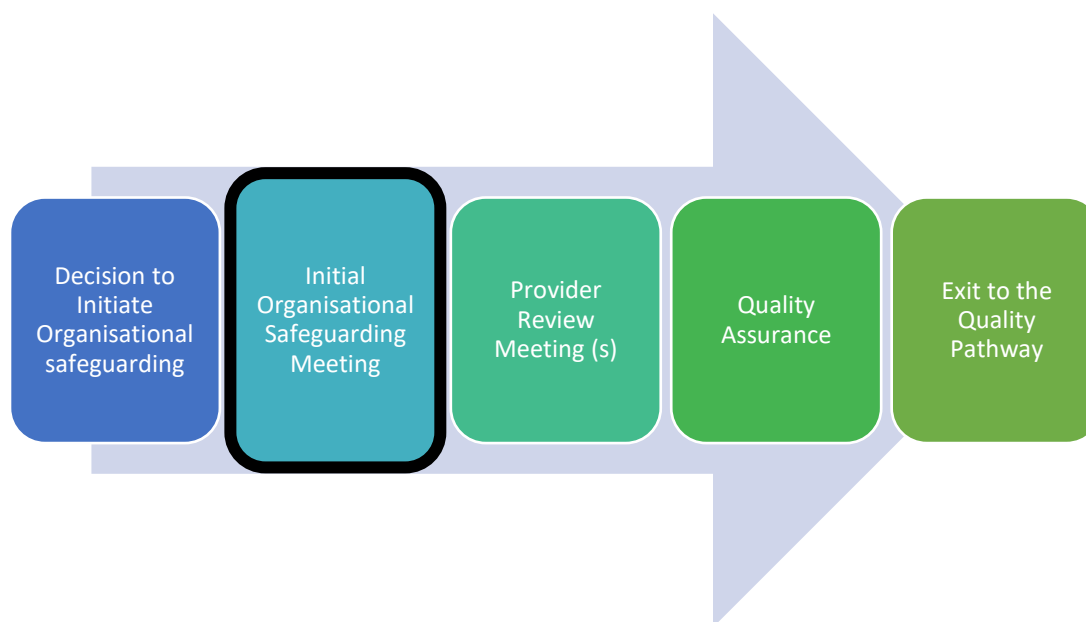 Decision to
Initiate
Organisational
safeguarding
Initial
Organisational
Safeguarding
Meeting
Provider
Review
Meeting (s)
Quality
Assurance
Exit to the
Quality
Pathway